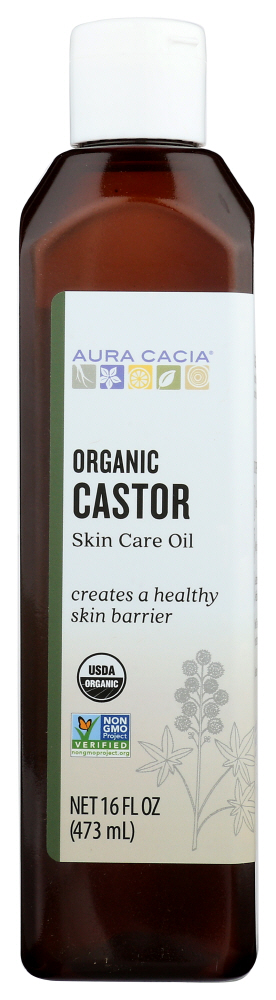 AURA CACIA®
ORGANIC
CASTOR
Skin Care Oil
creates a healthy
skin barrier
USDA
ORGANIC
NON
GMO
Project
VERIFIED
nongmoproject.org
NET 16 FL OZ
(473 mL)